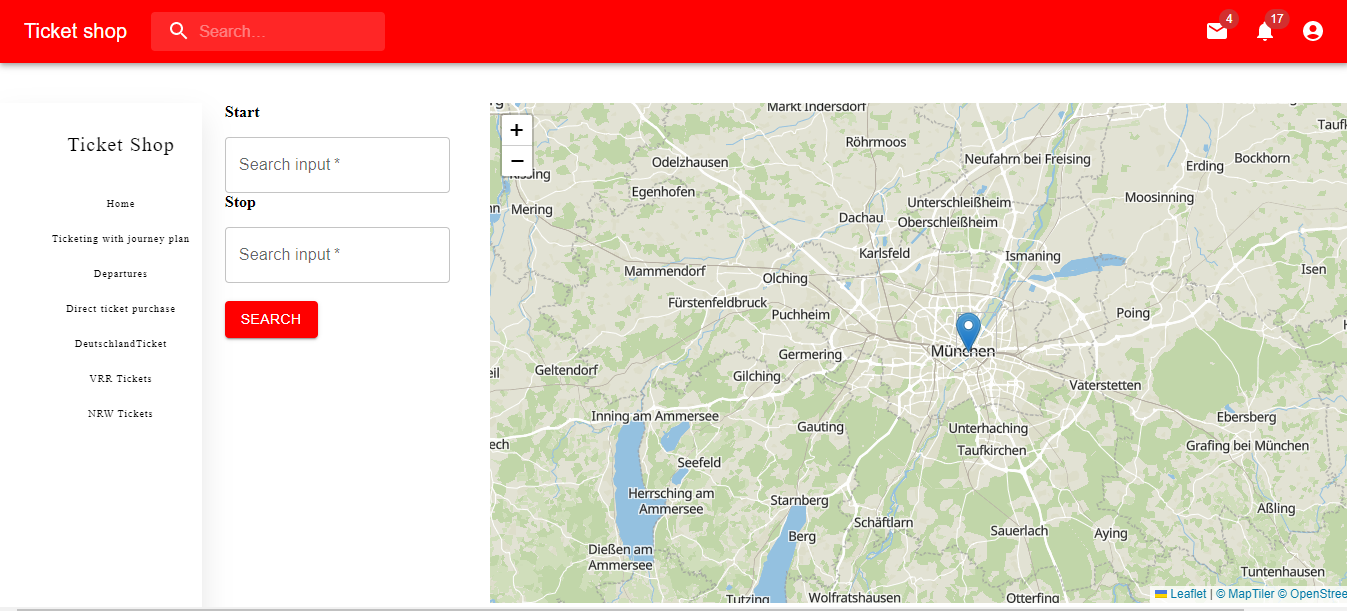 Ticket shop
Search...
4
17
Ticket Shop
Home
Ticketing with journey plan
Departures
Direct ticket purchase
DeutschlandTicket
VRR Tickets
NRW Tickets
Start
Search input *
Stop
Search input *
SEARCH
+
−
Markt Indersdorf
Röhrmoos
Odelzhausen
Neufahrn bei Freising
Erding
Bockhorn
Egenhofen
Moosinning
Mering
Unterschleißheim
Dachau
Oberschleißheim
Karlsfeld
Ismaning
Mammendorf
Olching
Isen
Fürstenfeldbruck
Puchheim
Poing
München
Germering
Geltendorf
Gilching
Vaterstetten
Inning am Ammersee
Gauting
Unterhaching
Ebersberg
Taufkirchen
Grafing bei München
Seefeld
Herrsching am
Ammersee
Starnberg
Schäftlarn
Sauerlach
Aying
Aßling
Berg
Dießen am
Ammersee
Tuntenhausen
Tutzing
Wolfratshausen
Otterfing
Leaflet | © MapTiler © OpenStree